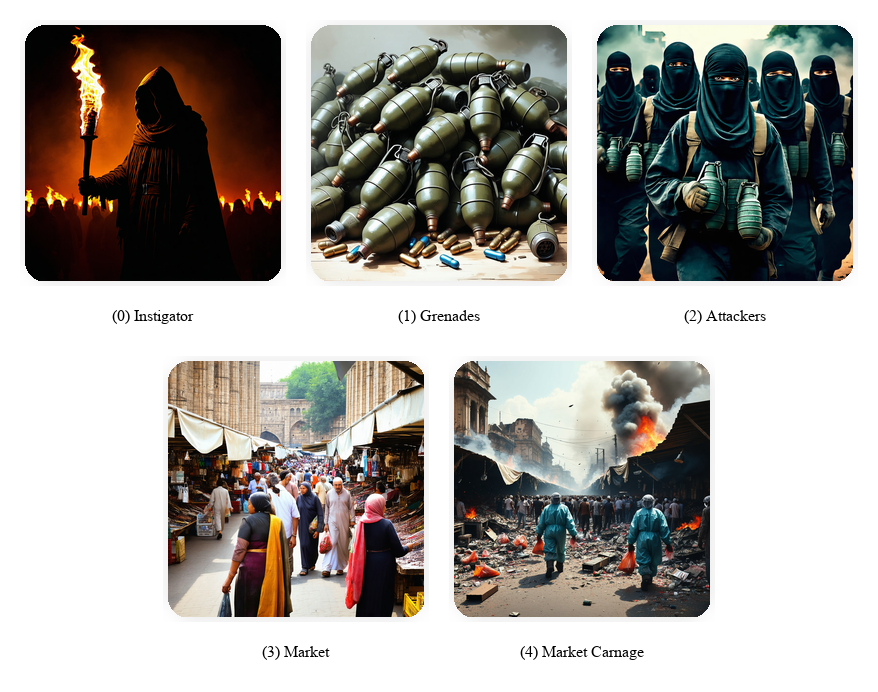 (0) Instigator
(1) Grenades
(2) Attackers
(3) Market
(4) Market Carnage